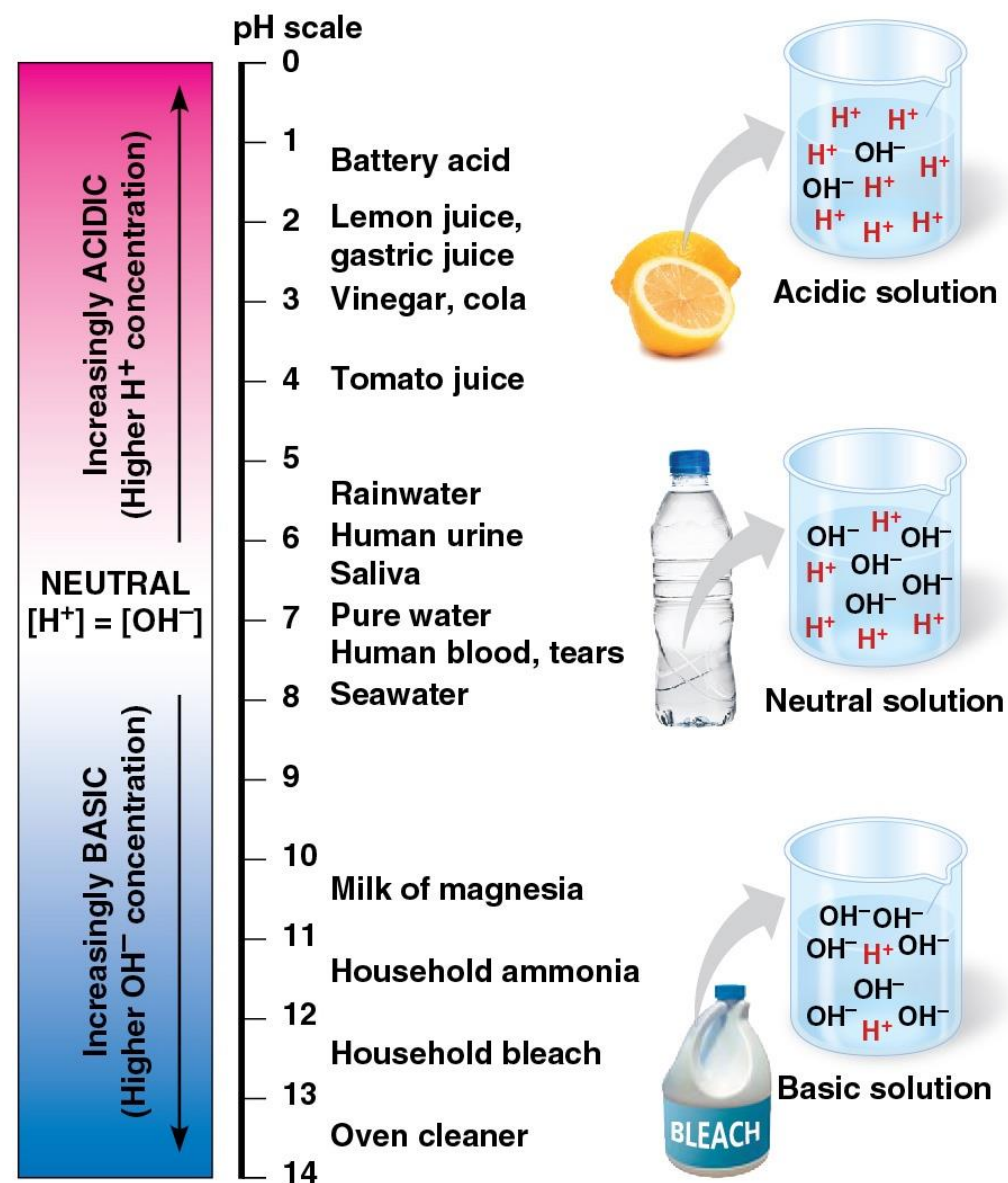 pH scale
0
1
Battery acid
2
Lemon juice,
gastric juice
3
Vinegar, cola
4
Tomato juice
5
Rainwater
6
Human urine
Saliva
7
Pure water
Human blood, tears
8
Seawater
9
10
Milk of magnesia
11
Household ammonia
12
Household bleach
13
Oven cleaner
14
Increasingly ACIDIC
(Higher H⁺ concentration)
NEUTRAL
[H⁺] = [OH⁻]
Increasingly BASIC
(Higher OH⁻ concentration)
H⁺ H⁺
H⁺ OH⁻ H⁺
OH⁻ H⁺
H⁺ H⁺ H⁺
Acidic solution
OH⁻ H⁺ OH⁻
H⁺ OH⁻ OH⁻
OH⁻
H⁺ H⁺ H⁺
Neutral solution
OH⁻ OH⁻
OH⁻ H⁺ OH⁻
OH⁻
OH⁻ H⁺ OH⁻
Basic solution
BLEACH